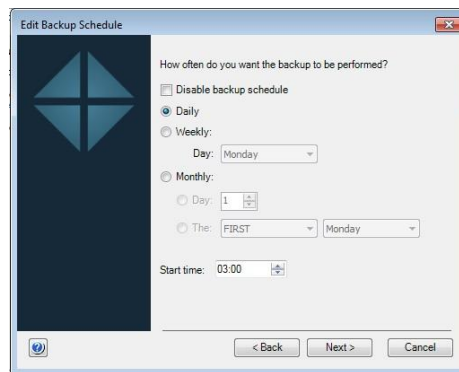 Edit Backup Schedule
How often do you want the backup to be performed?
Disable backup schedule
Daily
Weekly:
Day: Monday
Monthly:
Day: 1
The: FIRST Monday
Start time: 03:00
< Back Next > Cancel